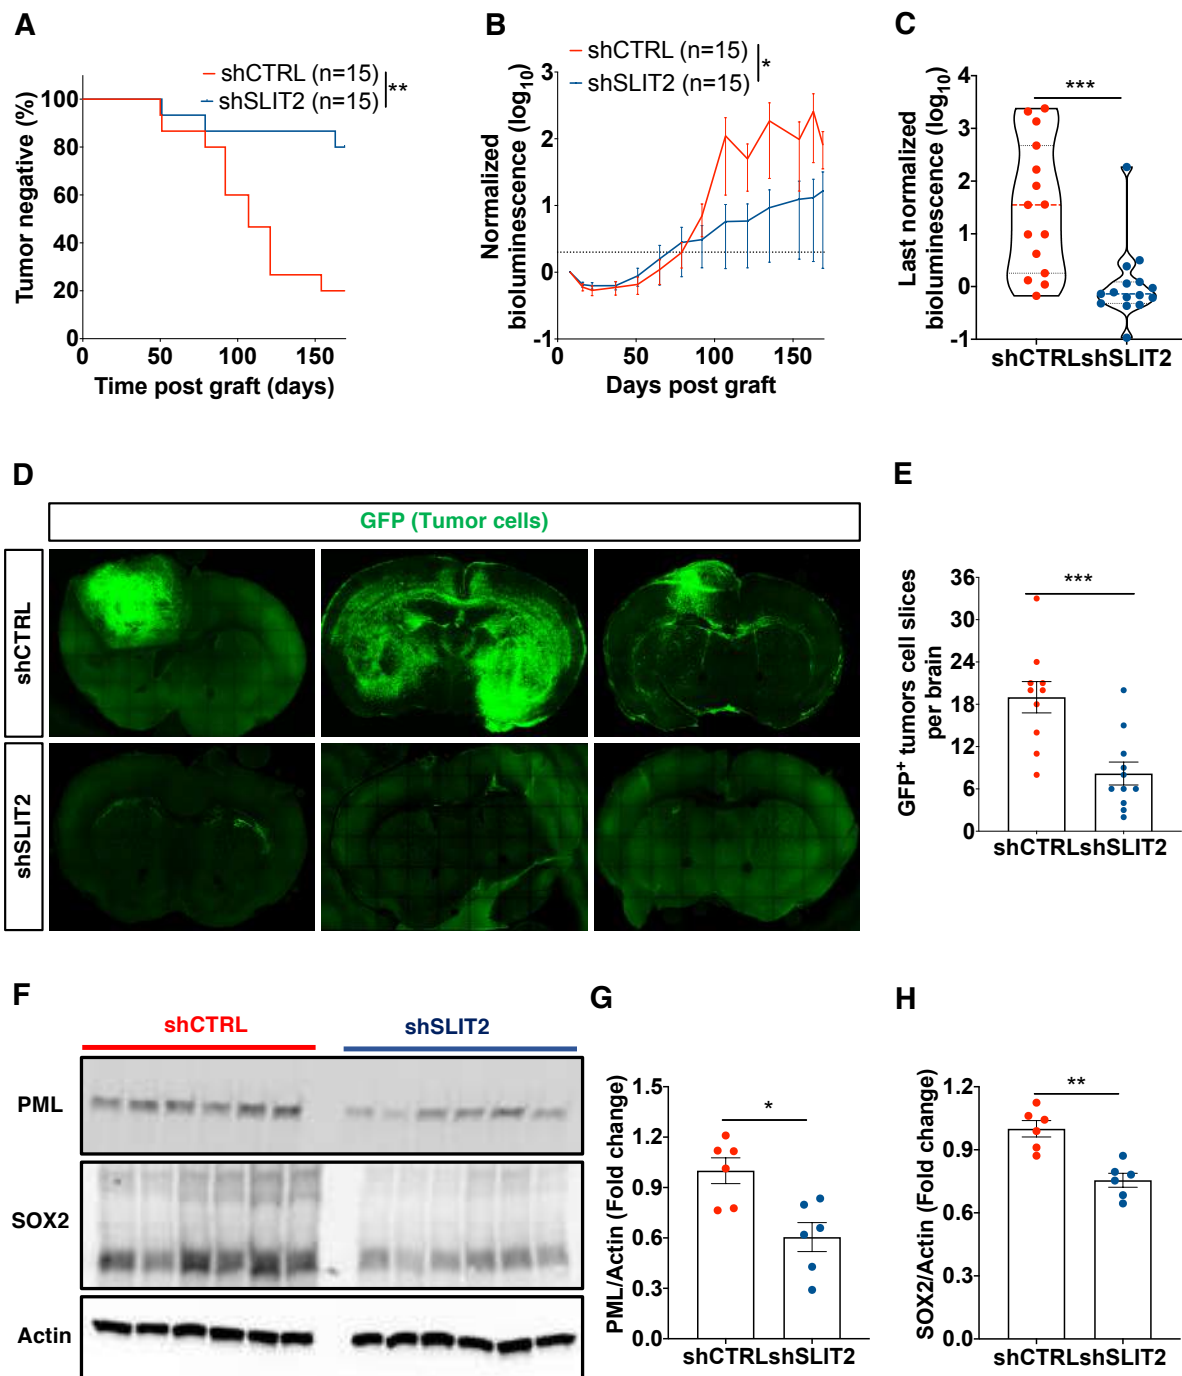 A
shCTRL (n=15)
shSLIT2 (n=15)
**
Tumor negative (%)
100
80
60
40
20
0
0 50 100 150
Time post graft (days)
B
shCTRL (n=15)
shSLIT2 (n=15)
*
Normalized
bioluminescence (log10)
3
2
1
0
-1
0 50 100 150
Days post graft
C
***
Last normalized
bioluminescence (log10)
4
3
2
1
0
-1
shCTRL shSLIT2
D
GFP (Tumor cells)
shCTRL
shSLIT2
E
***
GFP+ tumors cell slices
per brain
36
30
24
18
12
6
0
shCTRL shSLIT2
F
shCTRL shSLIT2
PML
SOX2
Actin
G
*
PML/Actin (Fold change)
1.5
1.2
0.9
0.6
0.3
0.0
shCTRL shSLIT2
H
**
SOX2/Actin (Fold change)
1.2
0.9
0.6
0.3
0.0
shCTRL shSLIT2